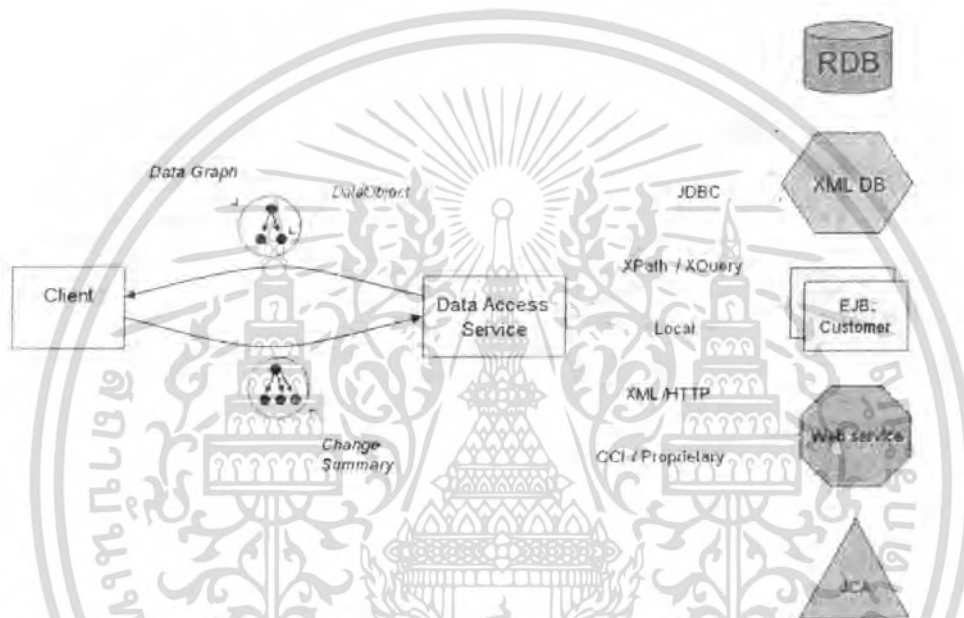 RDB
Data Graph
DataObject
JDBC
XML DB
XPath / XQuery
Client
Data Access
Service
Local
EJB:
Customer
XML/HTTP
Web service
Change
Summary
CCI / Proprietary
JCA